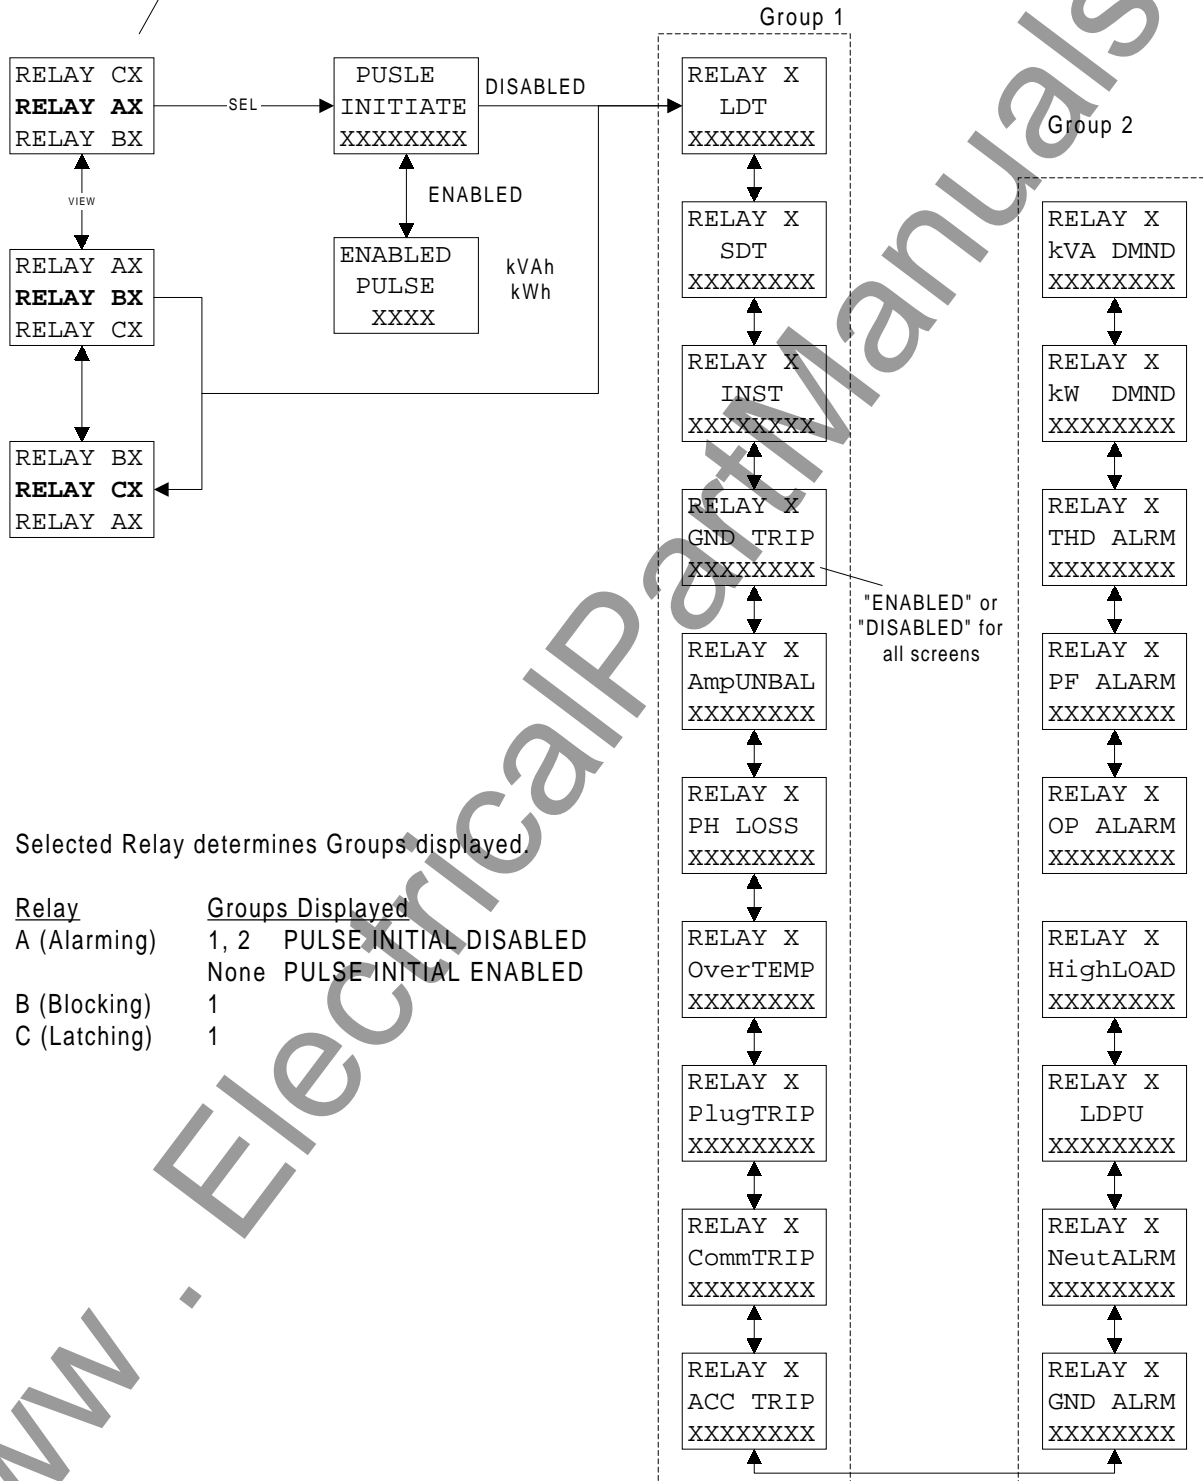 Group 1
RELAY CX
RELAY AX
RELAY BX
SEL
PUSLE
INITIATE
XXXXXXXX
DISABLED
ENABLED
ENABLED
PULSE
XXXX
kVAh
kWh
VIEW
RELAY AX
RELAY BX
RELAY CX
RELAY BX
RELAY CX
RELAY AX
RELAY X
LDT
XXXXXXXX
RELAY X
SDT
XXXXXXXX
RELAY X
INST
XXXXXXXX
RELAY X
GND TRIP
XXXXXXXX
"ENABLED" or
"DISABLED" for
all screens
RELAY X
AmpUNBAL
XXXXXXXX
RELAY X
PH LOSS
XXXXXXXX
RELAY X
OverTEMP
XXXXXXXX
RELAY X
PlugTRIP
XXXXXXXX
RELAY X
CommTRIP
XXXXXXXX
RELAY X
ACC TRIP
XXXXXXXX
Group 2
RELAY X
kVA DMND
XXXXXXXX
RELAY X
kW DMND
XXXXXXXX
RELAY X
THD ALRM
XXXXXXXX
RELAY X
PF ALARM
XXXXXXXX
RELAY X
OP ALARM
XXXXXXXX
RELAY X
HighLOAD
XXXXXXXX
RELAY X
LDPU
XXXXXXXX
RELAY X
NeutALRM
XXXXXXXX
RELAY X
GND ALRM
XXXXXXXX
Selected Relay determines Groups displayed.
Relay Groups Displayed
A (Alarming) 1, 2 PULSE INITIAL DISABLED
None PULSE INITIAL ENABLED
B (Blocking) 1
C (Latching) 1
ww . ElectricalPartManuals